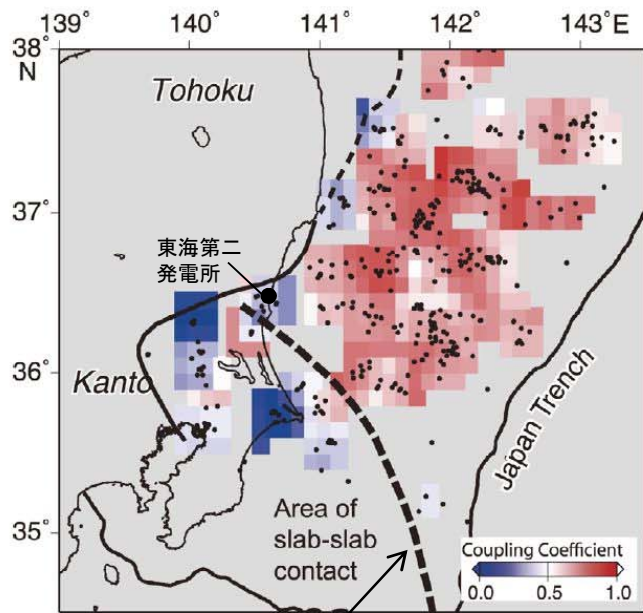 139° 140° 141° 142° 143°E
38°
N
Tohoku
37°
東海第二
発電所
36°
Kanto
Japan Trench
35°
Area of
slab-slab
contact
Coupling Coefficient
0.0 0.5 1.0